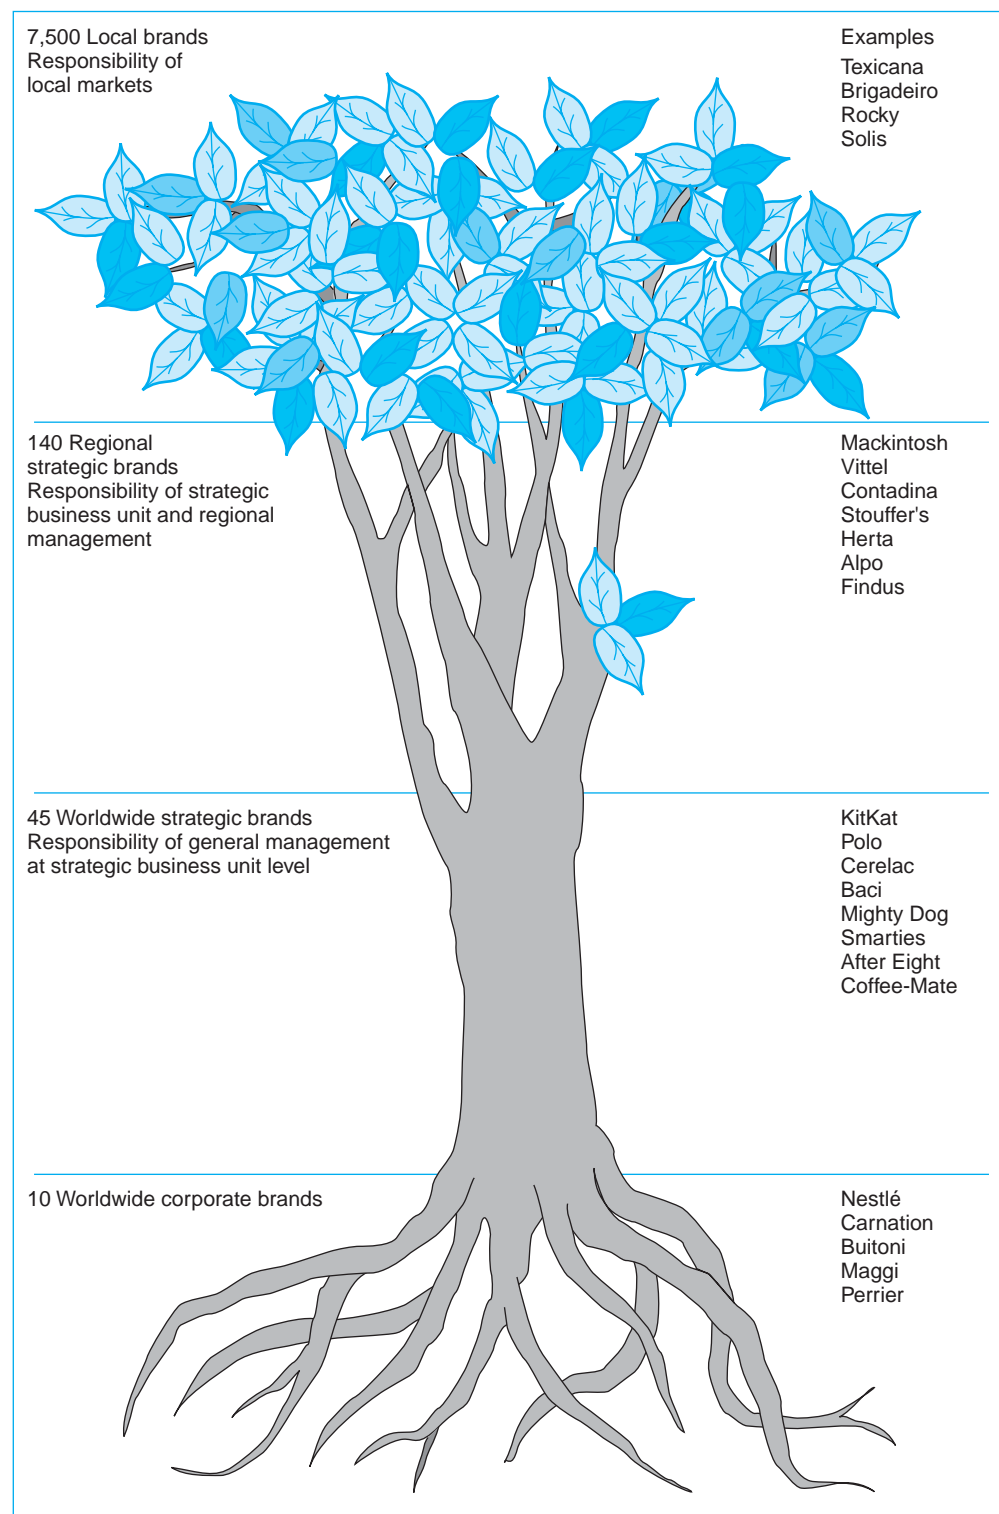 7,500 Local brands
Responsibility of
local markets
Examples
Texicana
Brigadeiro
Rocky
Solis
140 Regional
strategic brands
Responsibility of strategic
business unit and regional
management
Mackintosh
Vittel
Contadina
Stouffer's
Herta
Alpo
Findus
45 Worldwide strategic brands
Responsibility of general management
at strategic business unit level
KitKat
Polo
Cerelac
Baci
Mighty Dog
Smarties
After Eight
Coffee-Mate
10 Worldwide corporate brands
Nestlé
Carnation
Buitoni
Maggi
Perrier